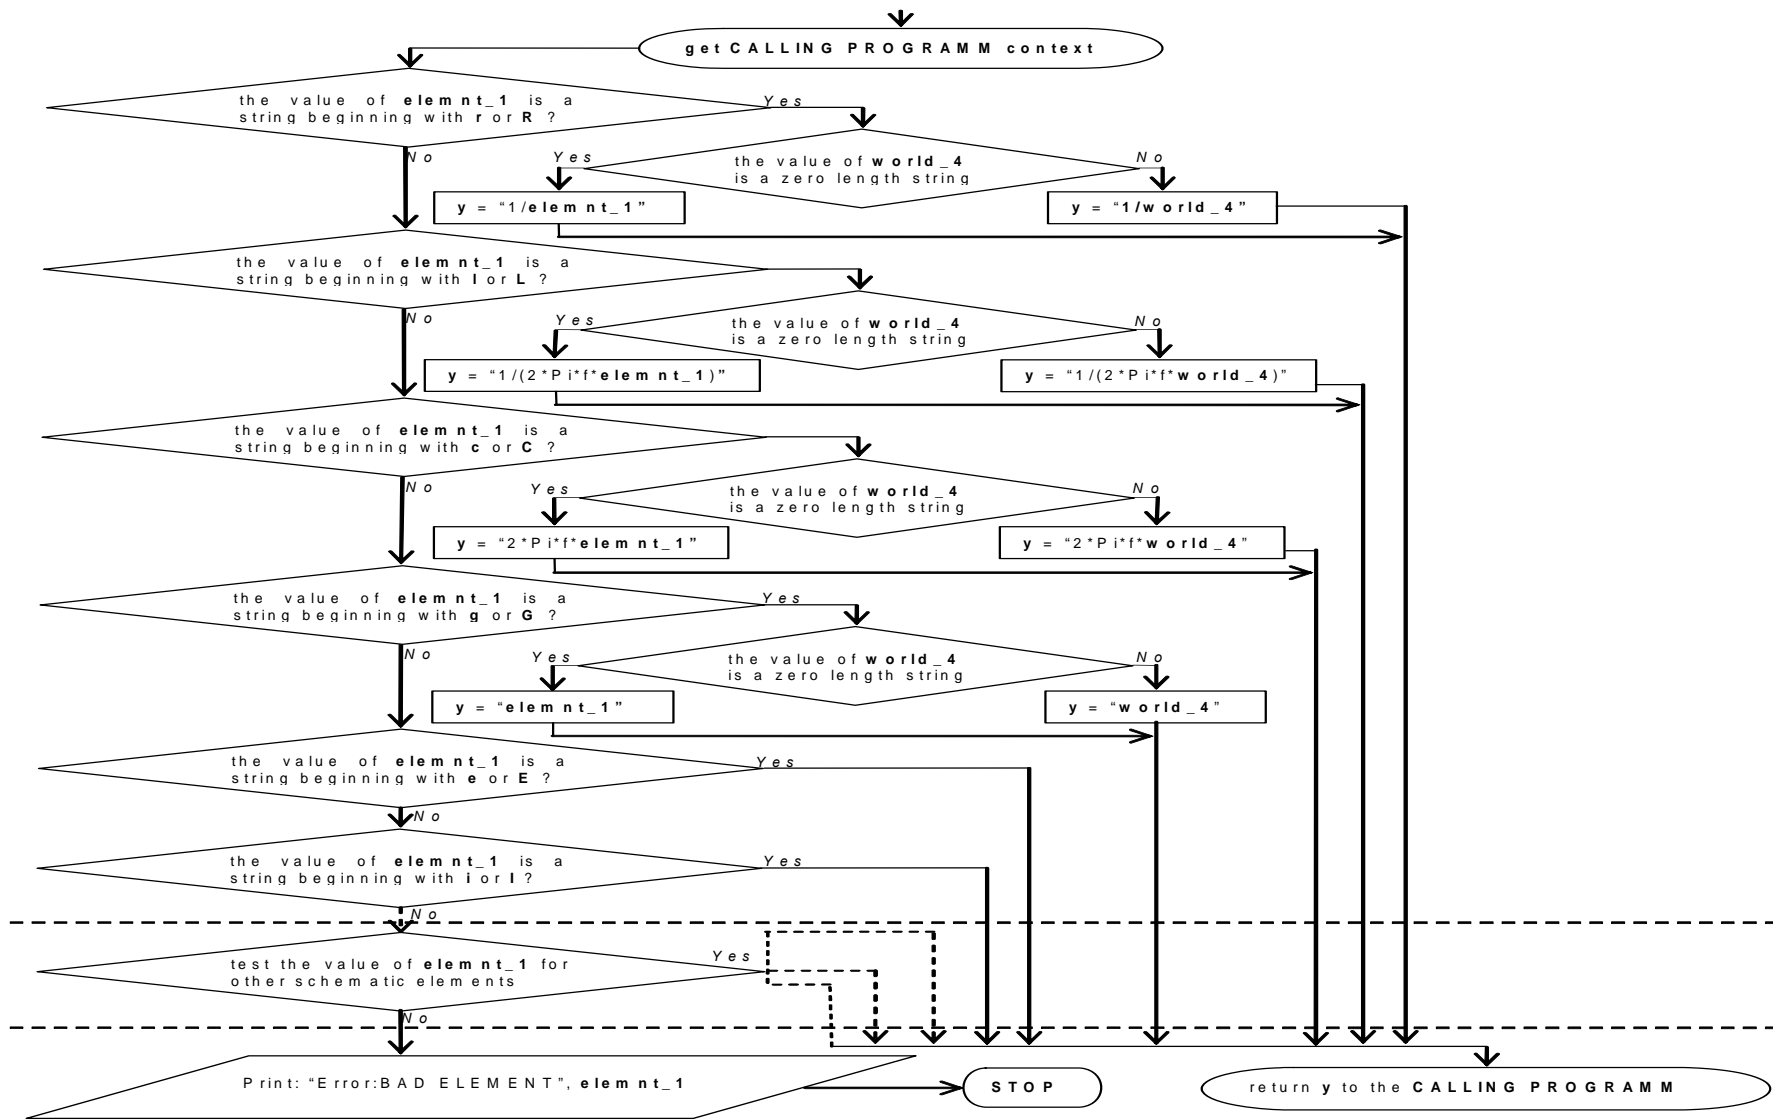 get CALLING PROGRAMM context
the value of elemnt_1 is a
string beginning with r or R ?
Yes
No
the value of world_4
is a zero length string
Yes
No
y = “1/elemnt_1”
y = “1/world_4”
the value of elemnt_1 is a
string beginning with l or L ?
No
the value of world_4
is a zero length string
Yes
No
y = “1/(2*Pi*f*elemnt_1)”
y = “1/(2*Pi*f*world_4)”
the value of elemnt_1 is a
string beginning with c or C ?
No
the value of world_4
is a zero length string
Yes
No
y = “2*Pi*f*elemnt_1”
y = “2*Pi*f*world_4”
the value of elemnt_1 is a
string beginning with g or G ?
Yes
No
the value of world_4
is a zero length string
Yes
No
y = “elemnt_1”
y = “world_4”
the value of elemnt_1 is a
string beginning with e or E ?
Yes
No
the value of elemnt_1 is a
string beginning with i or I ?
Yes
No
test the value of elemnt_1 for
other schematic elements
Yes
No
Print: “Error:BAD ELEMENT”, elemnt_1
STOP
return y to the CALLING PROGRAMM